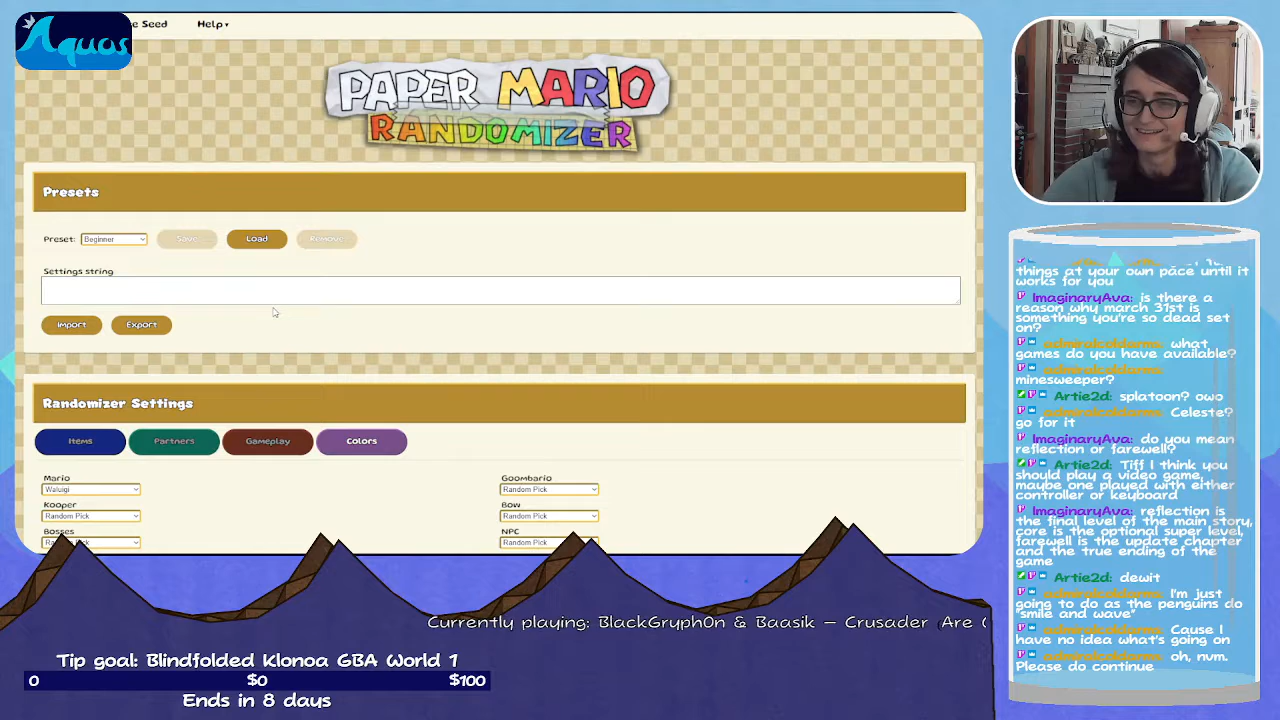 Aquas
e Seed
Help
PAPER MARIO
RANDOMIZER
Presets
Preset:
Beginner
Save
Load
Remove
Settings string
Import
Export
Randomizer Settings
Items
Partners
Gameplay
Colors
Mario
Waluigi
Goombario
Random Pick
Kooper
Random Pick
Bow
Random Pick
Bosses
Random Pick
NPC
Random Pick
things at your own pace until it
works for you
ImaginaryAva: is there a
reason why march 31st is
something you're so dead set
on?
what
games do you have available?
minesweeper?
Artie2d: splatoon? owo
Celeste?
go for it
ImaginaryAva: do you mean
reflection or farewell?
Artie2d: Tiff I think you
should play a video game,
maybe one played with either
controller or keyboard
ImaginaryAva: reflection is
the final level of the main story,
core is the optional super level,
farewell is the update chapter
and the true ending of the
game
Artie2d: dewit
I'm just
going to do as the penguins do
"smile and wave"
Cause I
have no idea what's going on
oh, nvm.
Please do continue
Currently playing: BlackGryph0n & Baasik – Crusader (Are
Tip goal: Blindfolded Klonoa GBA World 1
0
$0
$100
Ends in 8 days